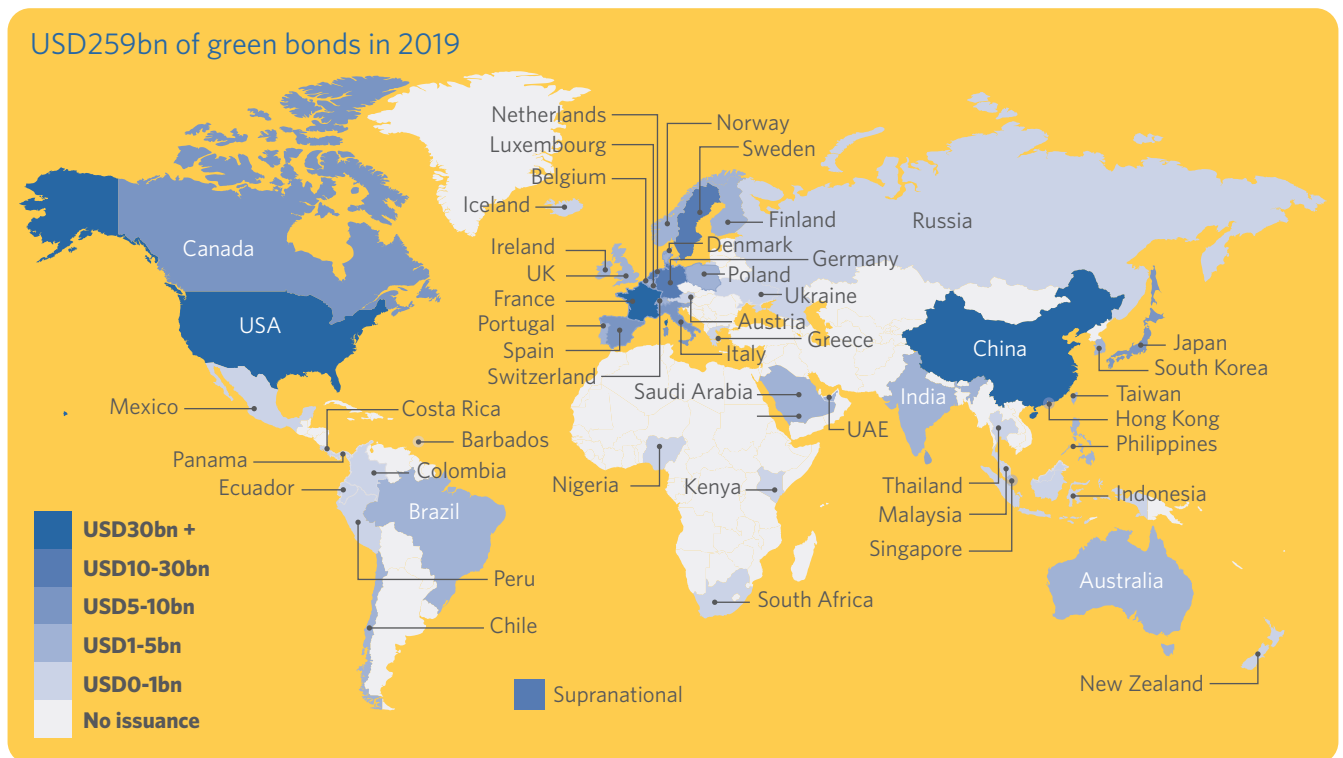 USD259bn of green bonds in 2019
Netherlands
Norway
Luxembourg
Sweden
Belgium
Iceland
Finland
Russia
Canada
Ireland
Denmark
Germany
UK
Poland
France
Ukraine
USA
Portugal
Austria
Greece
China
Japan
Spain
Italy
South Korea
Switzerland
Saudi Arabia
India
Taiwan
Mexico
Costa Rica
Hong Kong
UAE
Barbados
Philippines
Panama
Colombia
Ecuador
Nigeria
Kenya
Thailand
Indonesia
Brazil
Malaysia
USD30bn +
Singapore
USD10-30bn
Peru
Australia
USD5-10bn
South Africa
Chile
USD1-5bn
USD0-1bn
Supranational
New Zealand
No issuance